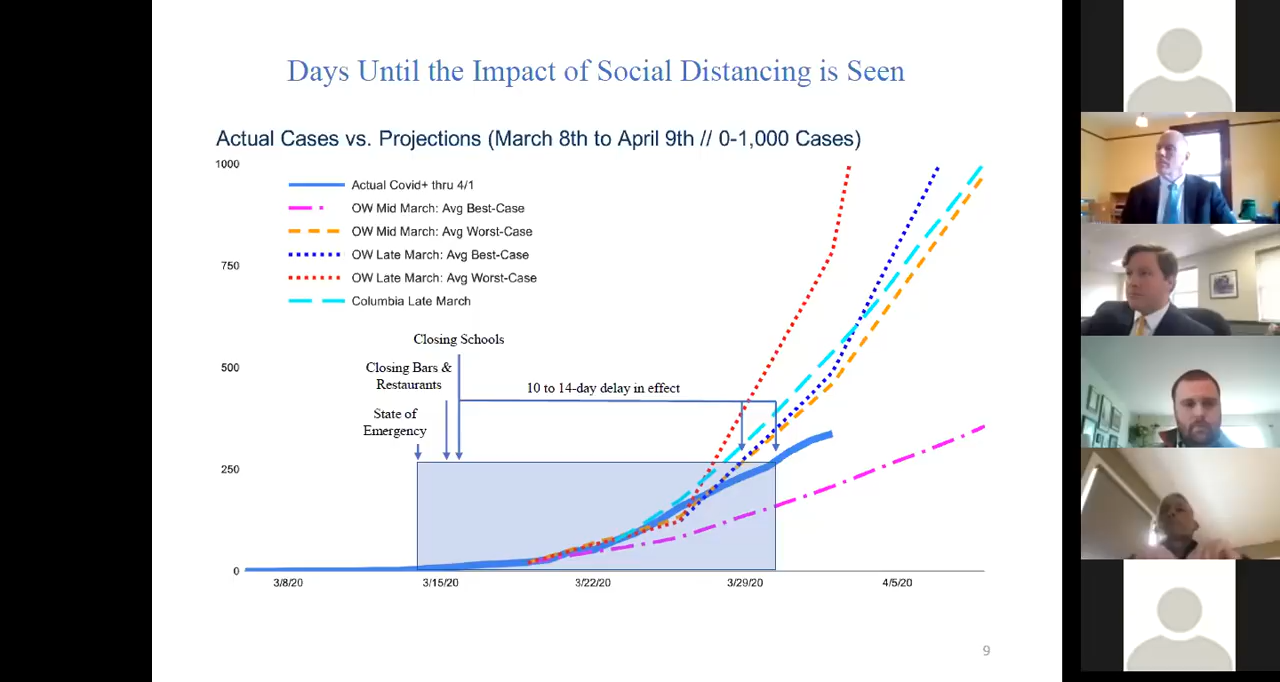 Days Until the Impact of Social Distancing is Seen
Actual Cases vs. Projections (March 8th to April 9th // 0-1,000 Cases)
1000
750
500
250
0
Actual Covid+ thru 4/1
OW Mid March: Avg Best-Case
OW Mid March: Avg Worst-Case
OW Late March: Avg Best-Case
OW Late March: Avg Worst-Case
Columbia Late March
Closing Schools
Closing Bars &
Restaurants
State of
Emergency
10 to 14-day delay in effect
3/8/20
3/15/20
3/22/20
3/29/20
4/5/20
9